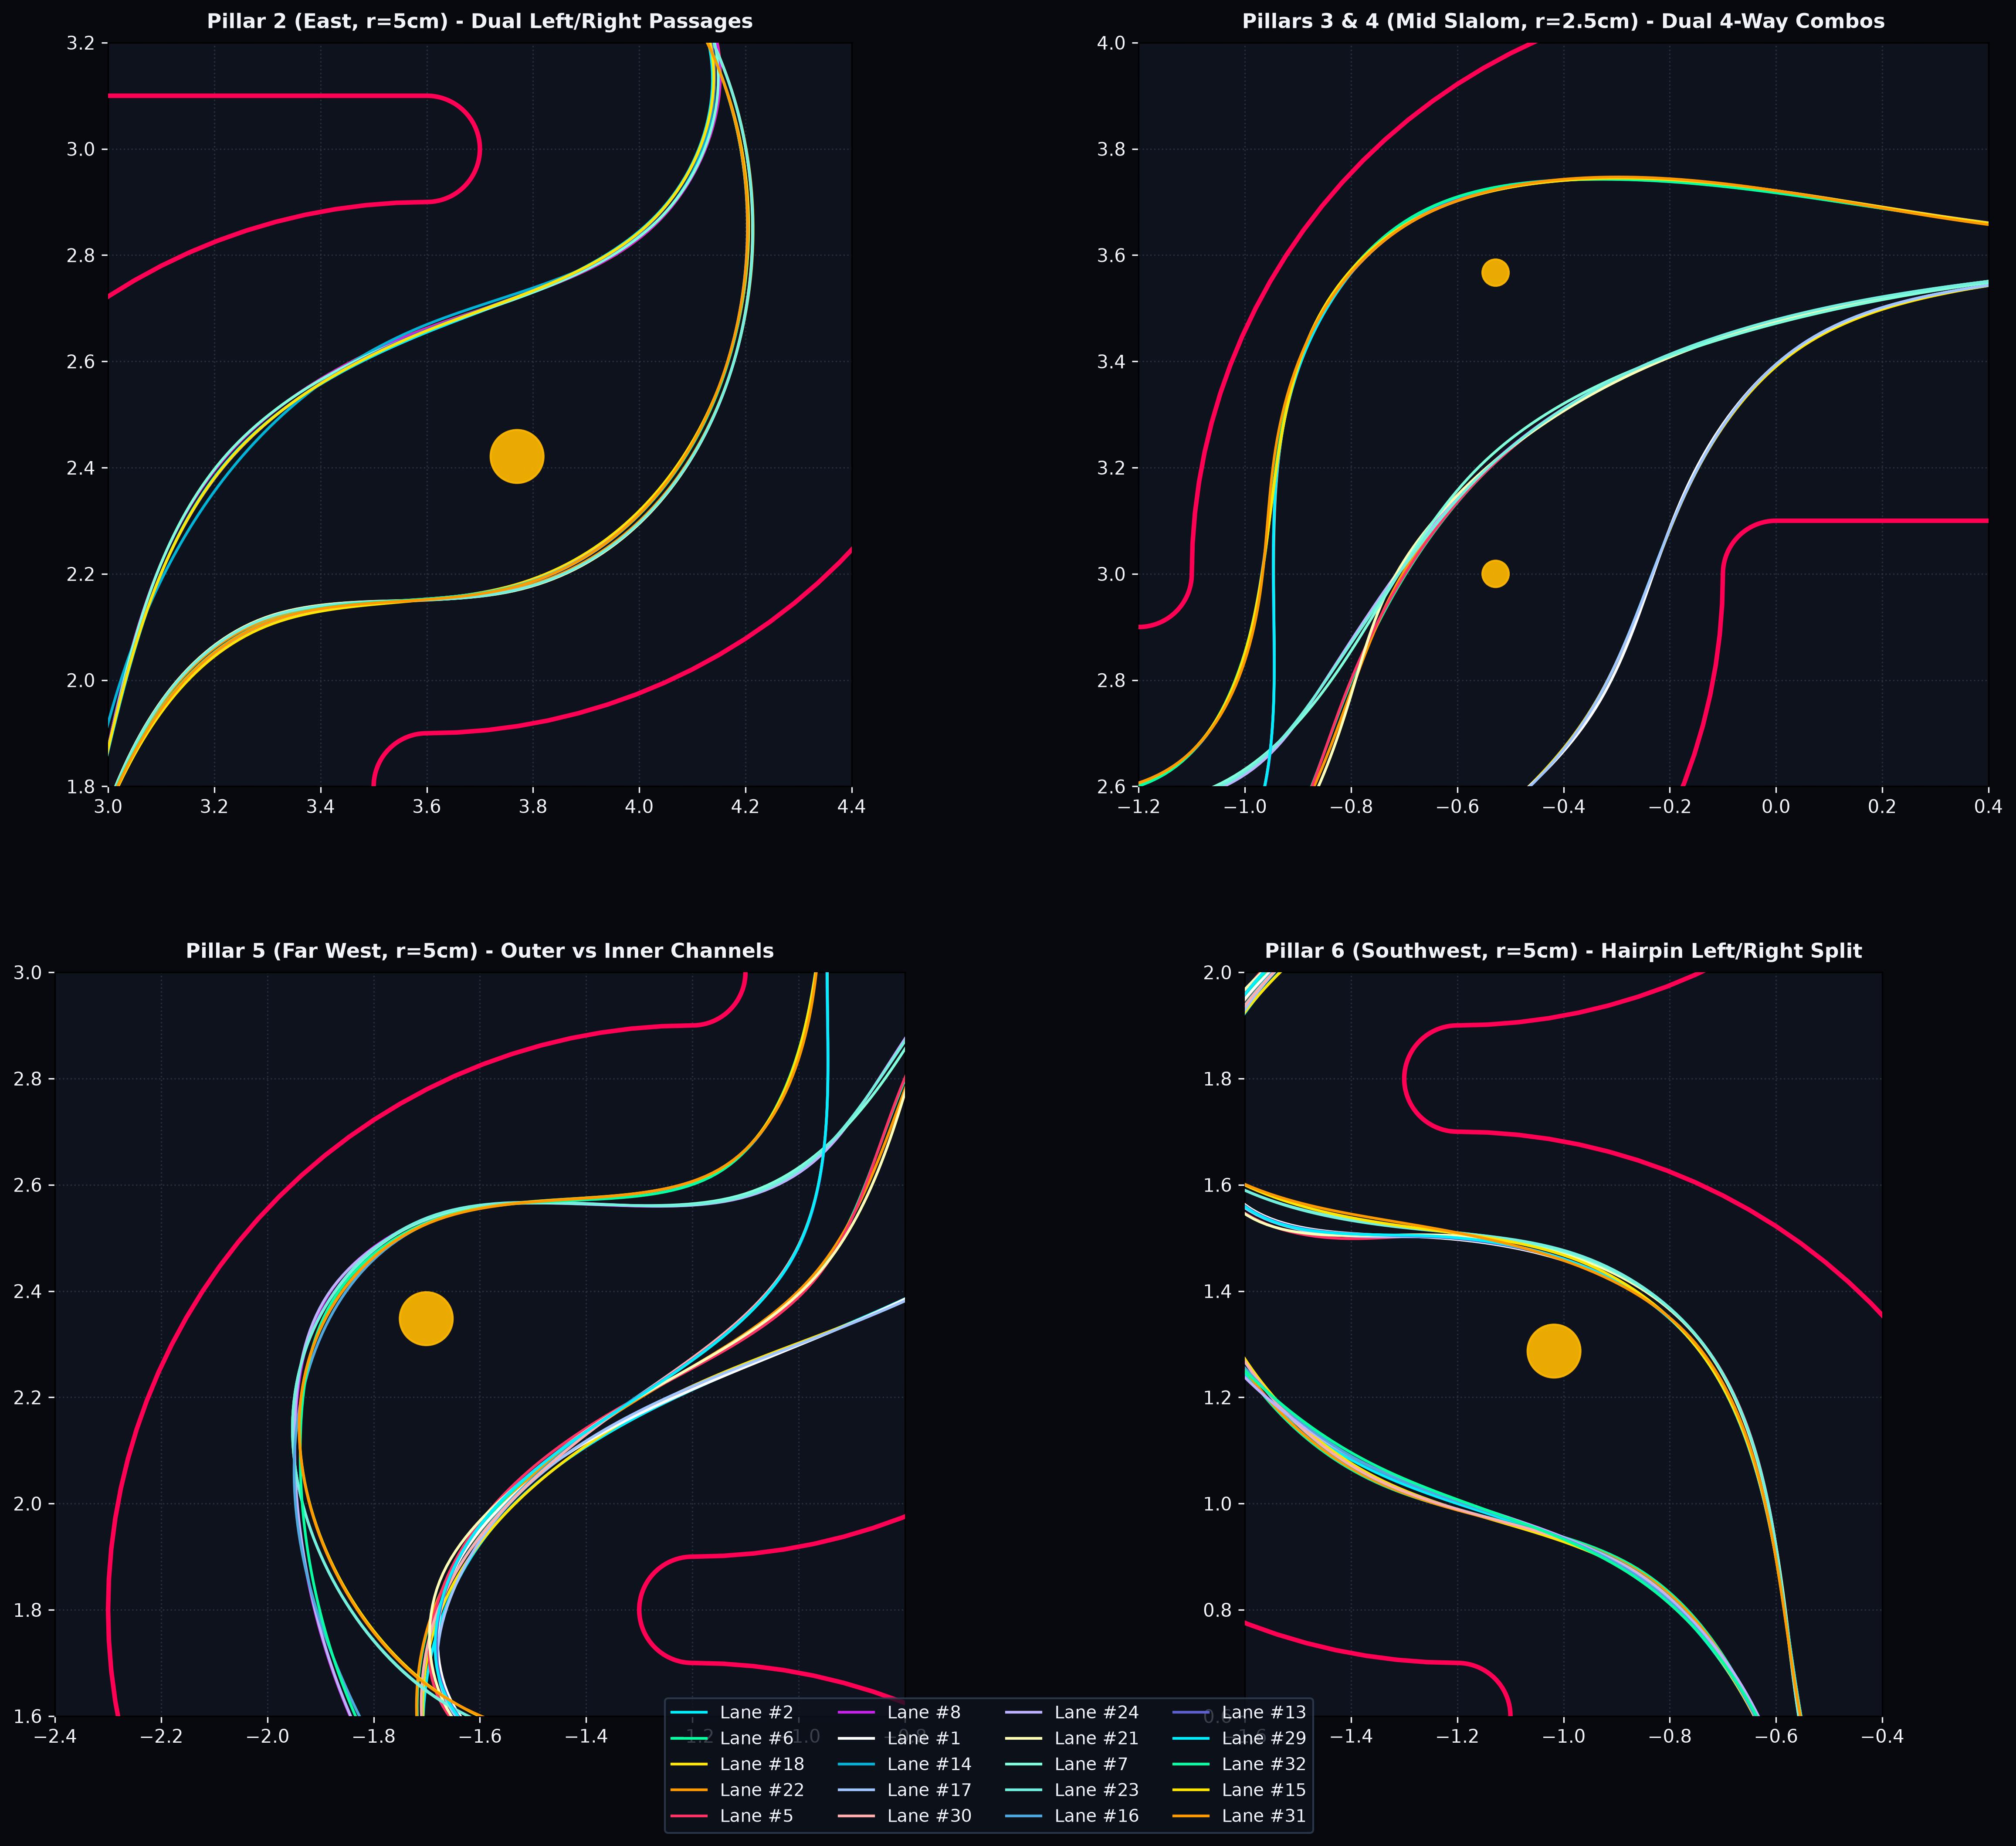 Pillar 2 (East, r=5cm) - Dual Left/Right Passages
3.2
3.0
2.8
2.6
2.4
2.2
2.0
1.8
3.0 3.2 3.4 3.6 3.8 4.0 4.2 4.4
Pillars 3 & 4 (Mid Slalom, r=2.5cm) - Dual 4-Way Combos
4.0
3.8
3.6
3.4
3.2
3.0
2.8
2.6
−1.2 −1.0 −0.8 −0.6 −0.4 −0.2 0.0 0.2 0.4
Pillar 5 (Far West, r=5cm) - Outer vs Inner Channels
3.0
2.8
2.6
2.4
2.2
2.0
1.8
1.6
−2.4 −2.2 −2.0 −1.8 −1.6 −1.4 1.2 1.0 0.8
Pillar 6 (Southwest, r=5cm) - Hairpin Left/Right Split
2.0
1.8
1.6
1.4
1.2
1.0
0.8
0.6
1.6 −1.4 −1.2 −1.0 −0.8 −0.6 −0.4
Lane #2 Lane #8 Lane #24 Lane #13
Lane #6 Lane #1 Lane #21 Lane #29
Lane #18 Lane #14 Lane #7 Lane #32
Lane #22 Lane #17 Lane #23 Lane #15
Lane #5 Lane #30 Lane #16 Lane #31